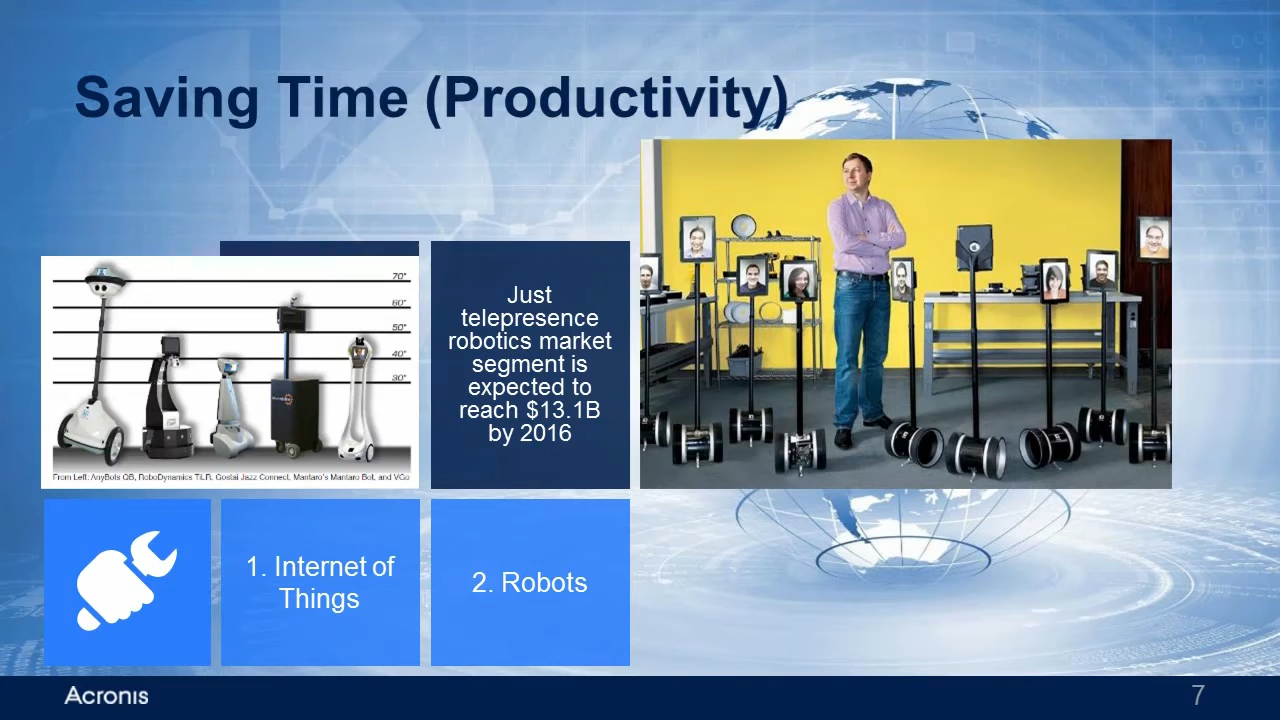 Saving Time (Productivity)
70"
60"
50"
40"
30"
From Left: AnyBots QB, RoboDynamics TiLR, Gostai Jazz Connect, Mantaro's Mantaro Bot, and VGo
Just
telepresence
robotics market
segment is
expected to
reach $13.1B
by 2016
1. Internet of
Things
2. Robots
Acronis
7